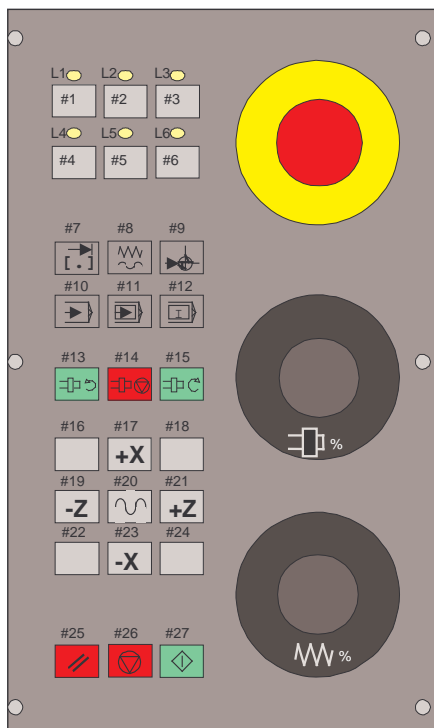 L1 L2 L3
#1 #2 #3
L4 L5 L6
#4 #5 #6
#7 #8 #9
[.]
#10 #11 #12
I
#13 #14 #15
%
#16 #17 #18
+X
#19 #20 #21
-Z +Z
#22 #23 #24
-X
#25 #26 #27
%